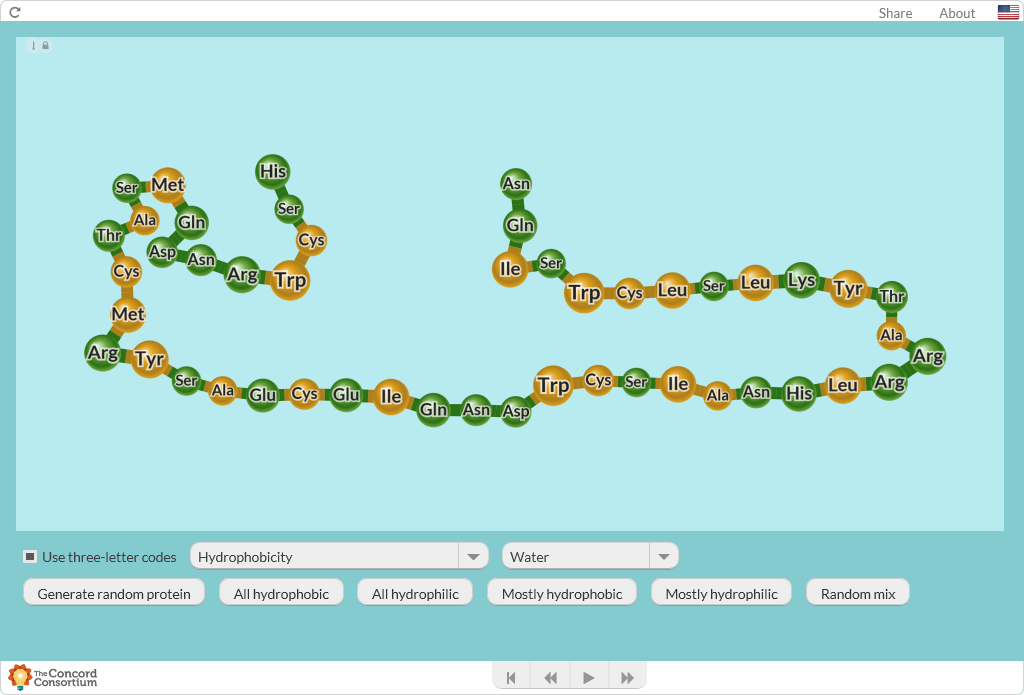 Share About
His
Ser
Cys
Trp
Arg
Asn
Asp
Gln
Met
Ser
Ala
Thr
Cys
Met
Arg
Tyr
Ser
Ala
Glu
Cys
Glu
Ile
Gln
Asn
Asp
Trp
Cys
Ser
Ile
Ala
Asn
His
Leu
Arg
Arg
Ala
Thr
Tyr
Lys
Leu
Ser
Leu
Cys
Trp
Ser
Ile
Gln
Asn
Use three-letter codes Hydrophobicity Water
Generate random protein All hydrophobic All hydrophilic Mostly hydrophobic Mostly hydrophilic Random mix
The Concord
Consortium